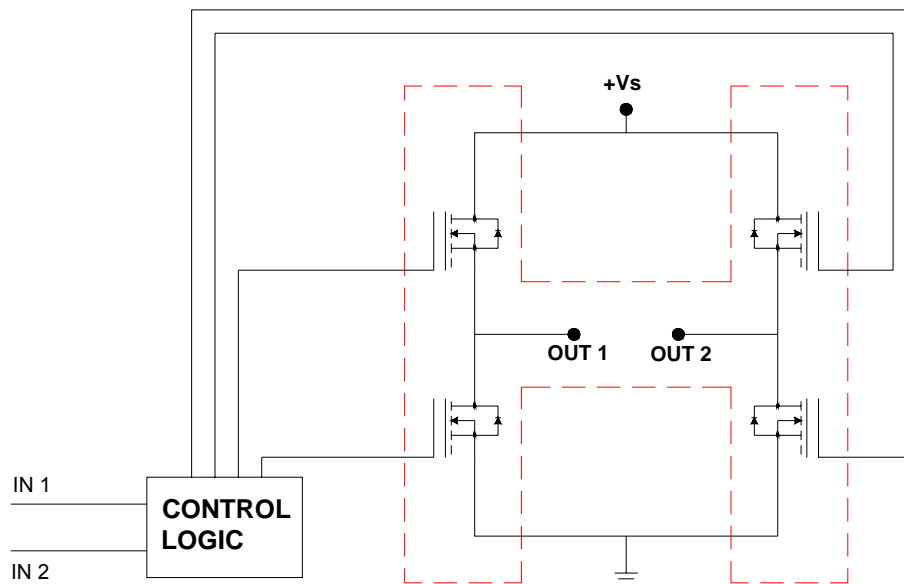 +Vs
OUT 1
OUT 2
IN 1
CONTROL
LOGIC
IN 2